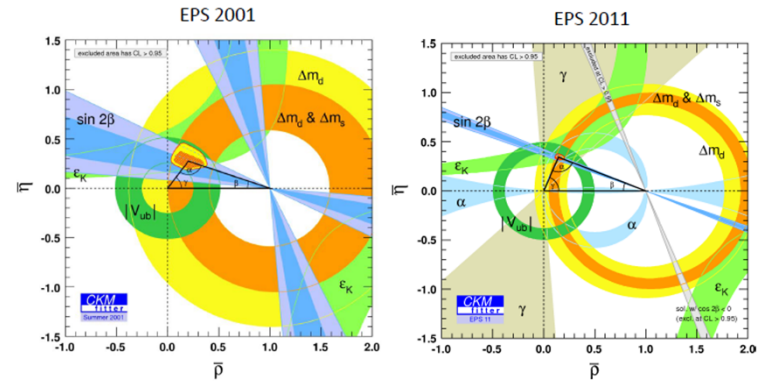 EPS 2001
EPS 2011
excluded area has CL > 0.95
Δm_d
Δm_d & Δm_s
sin 2β
ε_K
|V_ub|
α
γ
β
ε_K
CKM
fitter
Summer 2001
η̄
ρ̄
1.5
1.0
0.5
0.0
-0.5
-1.0
-1.5
-1.0
-0.5
0.0
0.5
1.0
1.5
2.0
excluded area has CL > 0.95
excluded at CL > 0.95
γ
Δm_d & Δm_s
sin 2β
Δm_d
ε_K
α
α
γ
β
|V_ub|
α
ε_K
γ
CKM
fitter
EPS 11
sol. w/ cos 2β < 0
(excl. at CL > 0.95)
η̄
ρ̄
1.5
1.0
0.5
0.0
-0.5
-1.0
-1.5
-1.0
-0.5
0.0
0.5
1.0
1.5
2.0